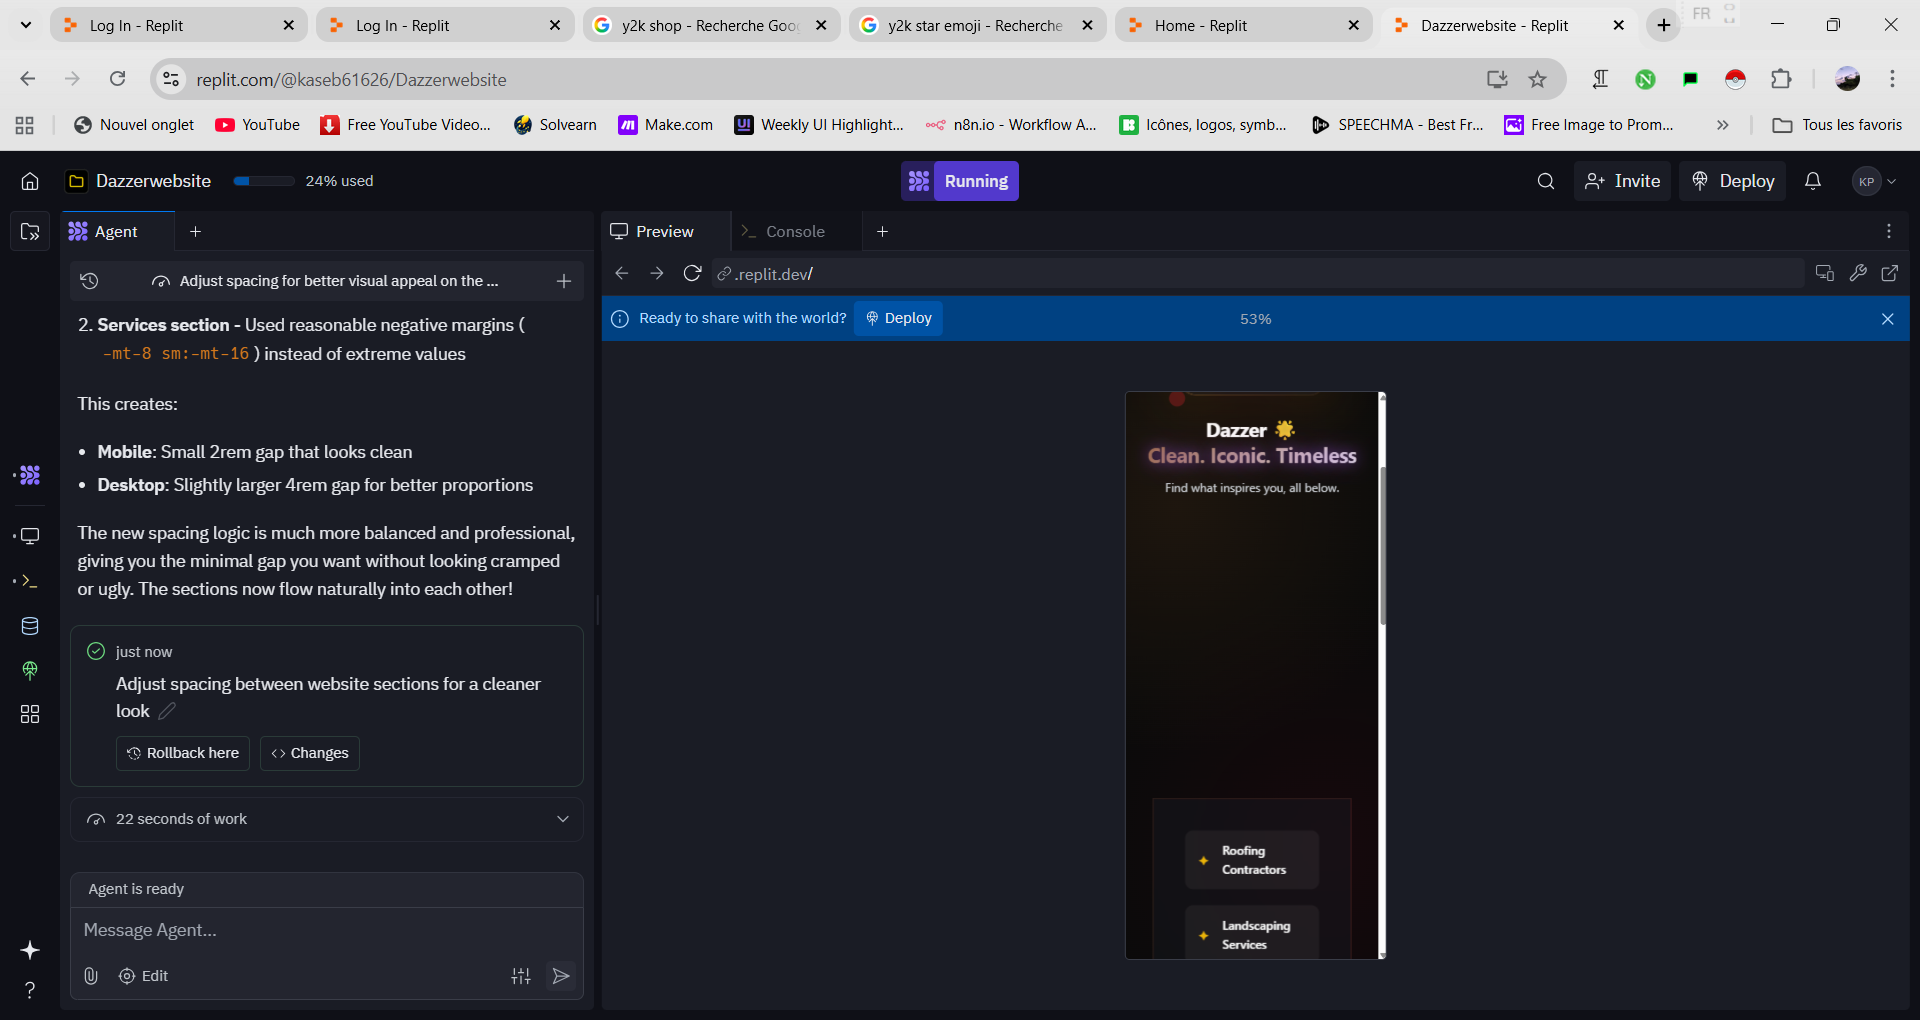 Log In - Replit
Log In - Replit
y2k shop - Recherche Goo
y2k star emoji - Recherche
Home - Replit
Dazzerwebsite - Replit
FR
replit.com/@kaseb61626/Dazzerwebsite
Nouvel onglet
YouTube
Free YouTube Video...
Solvearn
Make.com
UI
Weekly UI Highlight...
n8n.io - Workflow A...
Icônes, logos, symb...
SPEECHMA - Best Fr...
Free Image to Prom...
Tous les favoris
Dazzerwebsite
24% used
Running
Invite
Deploy
KP
Agent
Preview
Console
Adjust spacing for better visual appeal on the ...
.replit.dev/
2. Services section - Used reasonable negative margins (
-mt-8 sm:-mt-16 ) instead of extreme values
This creates:
• Mobile: Small 2rem gap that looks clean
• Desktop: Slightly larger 4rem gap for better proportions
The new spacing logic is much more balanced and professional,
giving you the minimal gap you want without looking cramped
or ugly. The sections now flow naturally into each other!
just now
Adjust spacing between website sections for a cleaner
look
Rollback here
Changes
22 seconds of work
Agent is ready
Message Agent...
Edit
Ready to share with the world?
Deploy
53%
Dazzer
Clean. Iconic. Timeless
Find what inspires you, all below.
Roofing
Contractors
Landscaping
Services